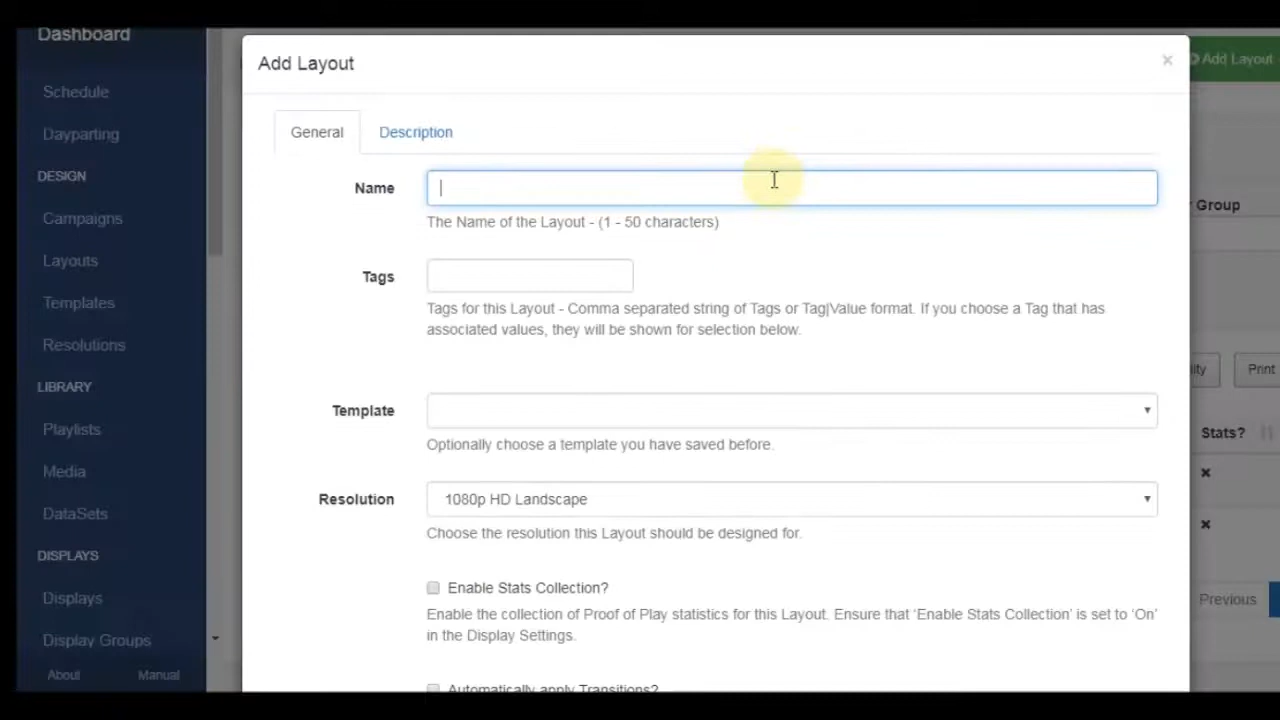 Dashboard
Schedule
Dayparting
DESIGN
Campaigns
Layouts
Templates
Resolutions
LIBRARY
Playlists
Media
DataSets
DISPLAYS
Displays
Display Groups
About Manual
Add Layout ×
General Description
Name
The Name of the Layout - (1 - 50 characters)
Tags
Tags for this Layout - Comma separated string of Tags or Tag|Value format. If you choose a Tag that has
associated values, they will be shown for selection below.
Template
Optionally choose a template you have saved before.
Resolution 1080p HD Landscape
Choose the resolution this Layout should be designed for.
Enable Stats Collection?
Enable the collection of Proof of Play statistics for this Layout. Ensure that ‘Enable Stats Collection’ is set to ‘On’
in the Display Settings.
Automatically apply Transitions?
Add Layout
Group
Print
Stats?
Previous